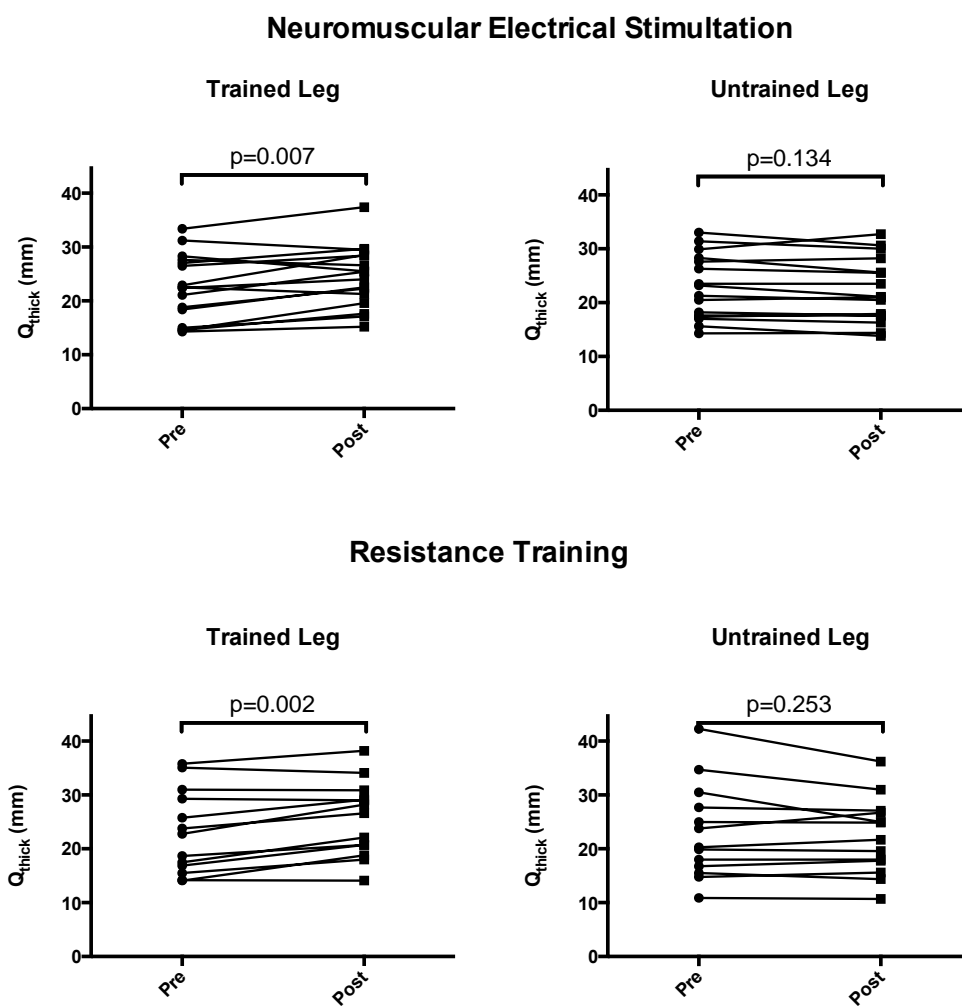 Neuromuscular Electrical Stimultation
Trained Leg
p=0.007
Qthick (mm)
40
30
20
10
0
Pre
Post
Untrained Leg
p=0.134
Qthick (mm)
40
30
20
10
0
Pre
Post
Resistance Training
Trained Leg
p=0.002
Qthick (mm)
40
30
20
10
0
Pre
Post
Untrained Leg
p=0.253
Qthick (mm)
40
30
20
10
0
Pre
Post